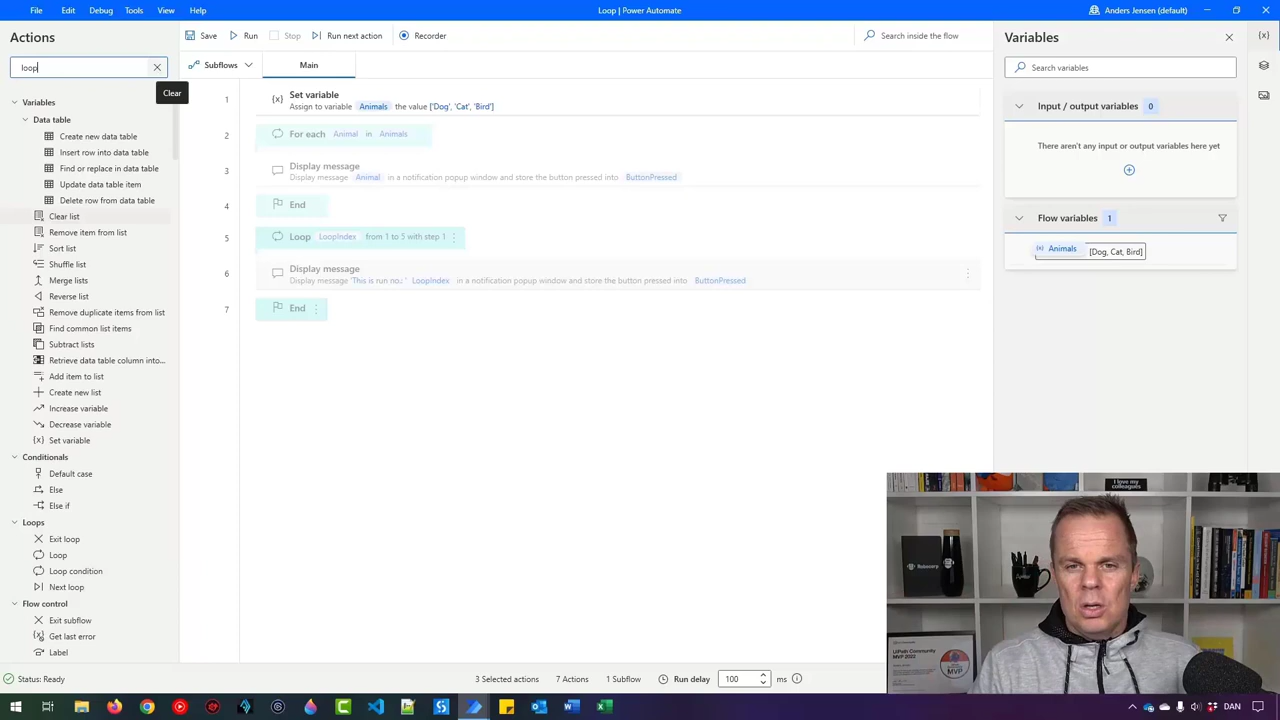 File Edit Debug Tools View Help
Loop | Power Automate
Anders Jensen (default)
Actions
loop
Clear
Variables
Data table
Create new data table
Insert row into data table
Find or replace in data table
Update data table item
Delete row from data table
Clear list
Remove item from list
Sort list
Shuffle list
Merge lists
Reverse list
Remove duplicate items from list
Find common list items
Subtract lists
Retrieve data table column into...
Add item to list
Create new list
Increase variable
Decrease variable
Set variable
Conditionals
Default case
Else
Else if
Loops
Exit loop
Loop
Loop condition
Next loop
Flow control
Exit subflow
Get last error
Label
Save Run Stop Run next action Recorder
Search inside the flow
Subflows Main
1 Set variable
Assign to variable Animals the value ['Dog', 'Cat', 'Bird']
2 For each Animal in Animals
3 Display message
Display message Animal in a notification popup window and store the button pressed into ButtonPressed
4 End
5 Loop LoopIndex from 1 to 5 with step 1
6 Display message
Display message 'This is run no.: ' LoopIndex in a notification popup window and store the button pressed into ButtonPressed
7 End
Variables
{x}
Search variables
Input / output variables 0
There aren't any input or output variables here yet
Flow variables 1
Animals [Dog, Cat, Bird]
I love my
colleagues
Robocorp
UiPath Community
MVP 2022
MVP
Status: Ready
3 Selected actions 7 Actions 1 Subflow Run delay 100 ms
DAN